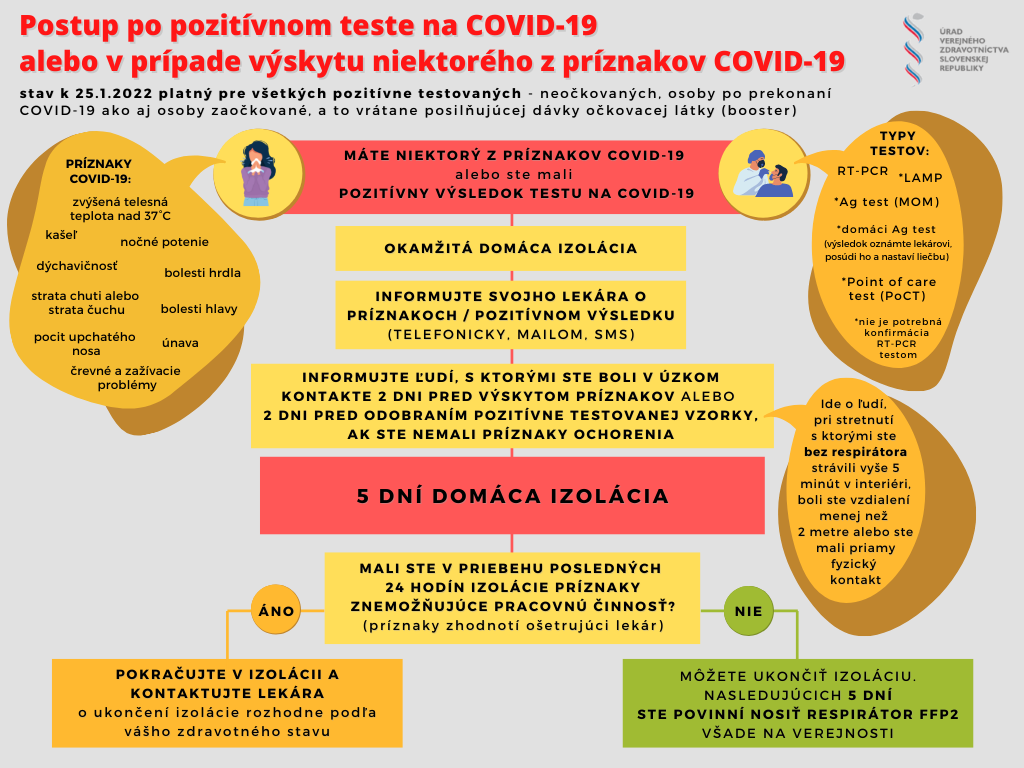 Postup po pozitívnom teste na COVID-19
alebo v prípade výskytu niektorého z príznakov COVID-19
ÚRAD
VEREJNÉHO
ZDRAVOTNÍCTVA
SLOVENSKEJ
REPUBLIKY
stav k 25.1.2022 platný pre všetkých pozitívne testovaných - neočkovaných, osoby po prekonaní
COVID-19 ako aj osoby zaočkované, a to vrátane posilňujúcej dávky očkovacej látky (booster)
PRÍZNAKY
COVID-19:
zvýšená telesná
teplota nad 37°C
kašeľ
nočné potenie
dýchavičnosť
bolesti hrdla
strata chuti alebo
strata čuchu
bolesti hlavy
pocit upchatého
nosa
únava
črevné a zažívacie
problémy
MÁTE NIEKTORÝ Z PRÍZNAKOV COVID-19
alebo ste mali
POZITÍVNY VÝSLEDOK TESTU NA COVID-19
TYPY
TESTOV:
RT-PCR
*LAMP
*Ag test (MOM)
*domáci Ag test
(výsledok oznámte lekárovi,
posúdi ho a nastaví liečbu)
*Point of care
test (PoCT)
*nie je potrebná
konfirmácia
RT-PCR
testom
OKAMŽITÁ DOMÁCA IZOLÁCIA
INFORMUJTE SVOJHO LEKÁRA O
PRÍZNAKOCH / POZITÍVNOM VÝSLEDKU
(TELEFONICKY, MAILOM, SMS)
INFORMUJTE ĽUDÍ, S KTORÝMI STE BOLI V ÚZKOM
KONTAKTE 2 DNI PRED VÝSKYTOM PRÍZNAKOV ALEBO
2 DNI PRED ODOBRANÍM POZITÍVNE TESTOVANEJ VZORKY,
AK STE NEMALI PRÍZNAKY OCHORENIA
Ide o ľudí,
pri stretnutí
s ktorými ste
bez respirátora
strávili vyše 5
minút v interiéri,
boli ste vzdialení
menej než
2 metre alebo ste
mali priamy
fyzický
kontakt
5 DNÍ DOMÁCA IZOLÁCIA
MALI STE V PRIEBEHU POSLEDNÝCH
24 HODÍN IZOLÁCIE PRÍZNAKY
ZNEMOŽŇUJÚCE PRACOVNÚ ČINNOSŤ?
(príznaky zhodnotí ošetrujúci lekár)
ÁNO
NIE
POKRAČUJTE V IZOLÁCII A
KONTAKTUJTE LEKÁRA
o ukončení izolácie rozhodne podľa
vášho zdravotného stavu
MÔŽETE UKONČIŤ IZOLÁCIU.
NASLEDUJÚCICH 5 DNÍ
STE POVINNÍ NOSIŤ RESPIRÁTOR FFP2
VŠADE NA VEREJNOSTI